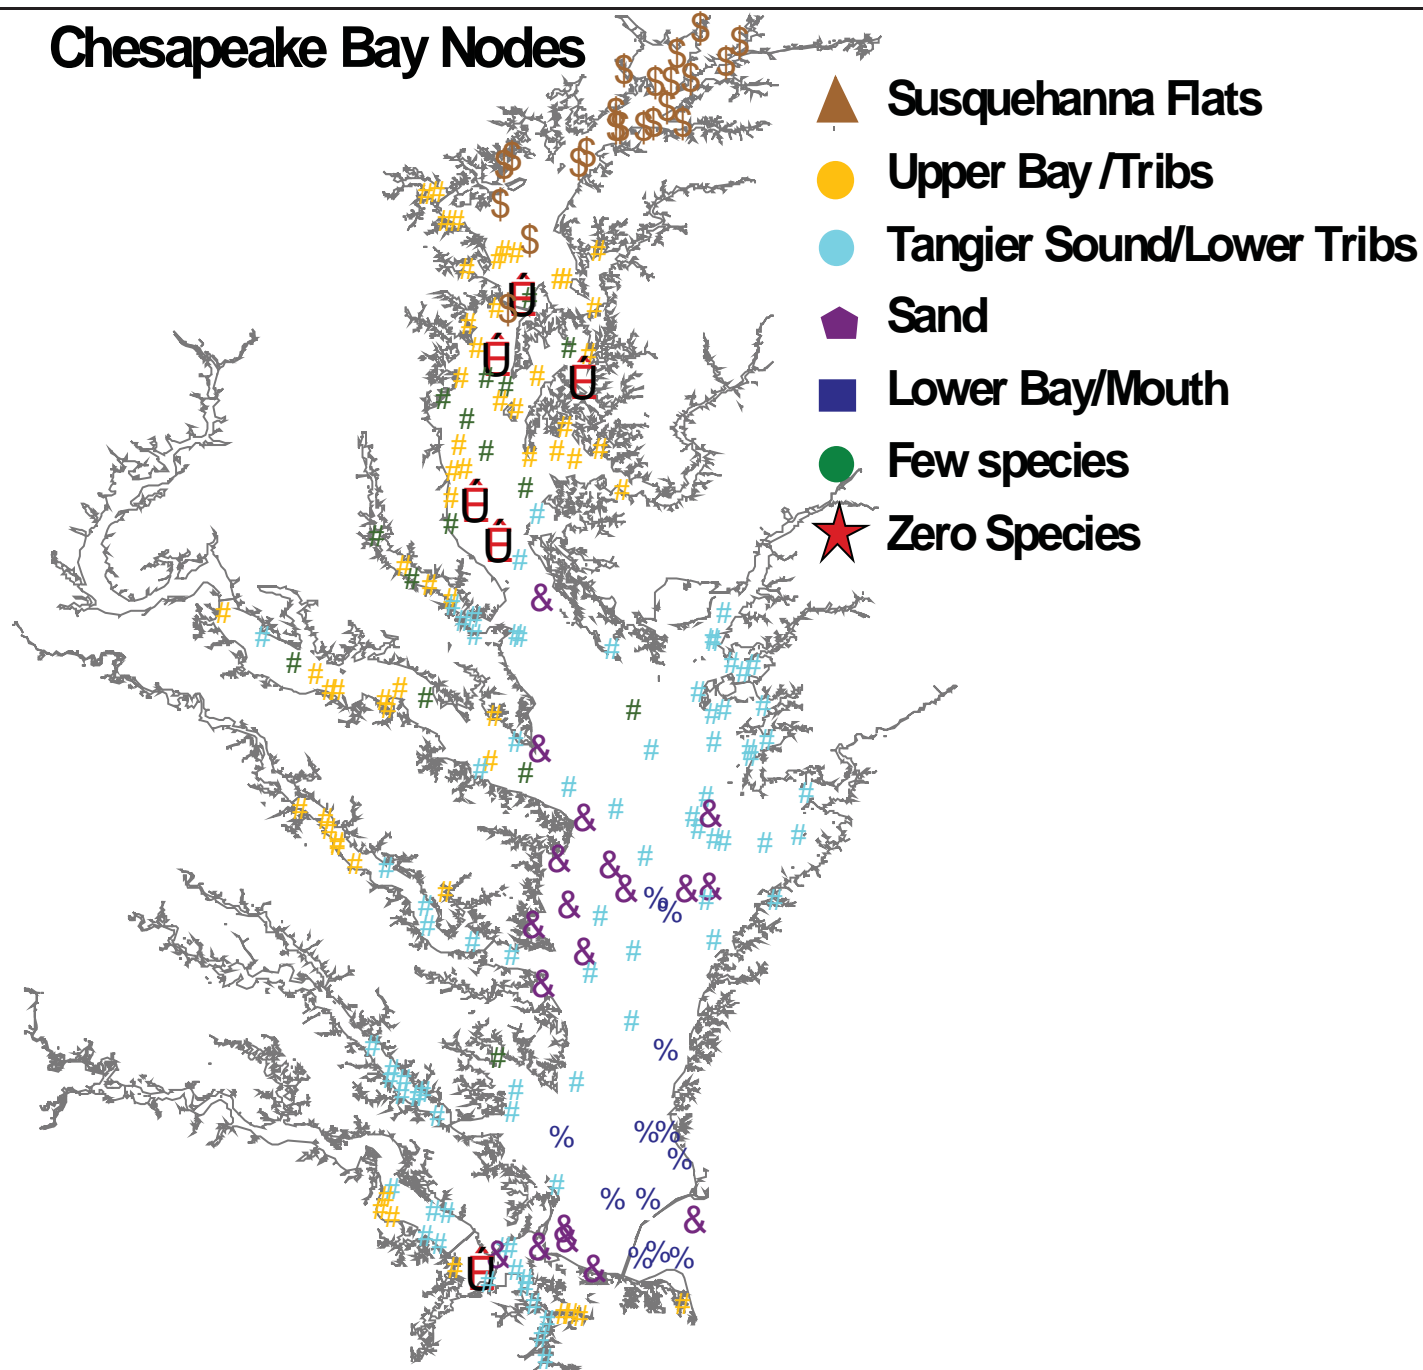 Chesapeake Bay Nodes
Susquehanna Flats
Upper Bay /Tribs
Tangier Sound/Lower Tribs
Sand
Lower Bay/Mouth
Few species
Zero Species